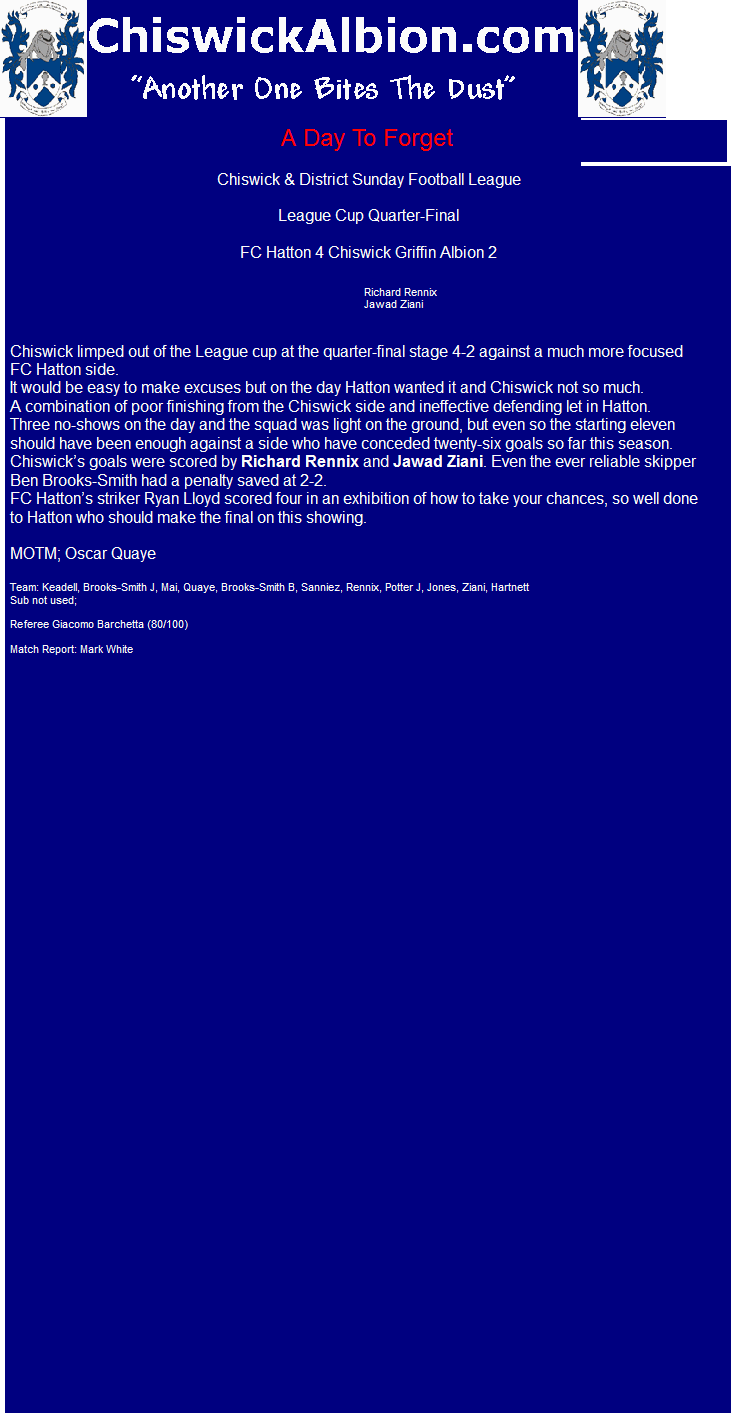 ChiswickAlbion.com
“Another One Bites The Dust”
A Day To Forget
Chiswick & District Sunday Football League
League Cup Quarter-Final
FC Hatton 4 Chiswick Griffin Albion 2
Richard Rennix
Jawad Ziani
Chiswick limped out of the League cup at the quarter-final stage 4-2 against a much more focused
FC Hatton side.
It would be easy to make excuses but on the day Hatton wanted it and Chiswick not so much.
A combination of poor finishing from the Chiswick side and ineffective defending let in Hatton.
Three no-shows on the day and the squad was light on the ground, but even so the starting eleven
should have been enough against a side who have conceded twenty-six goals so far this season.
Chiswick’s goals were scored by Richard Rennix and Jawad Ziani. Even the ever reliable skipper
Ben Brooks-Smith had a penalty saved at 2-2.
FC Hatton’s striker Ryan Lloyd scored four in an exhibition of how to take your chances, so well done
to Hatton who should make the final on this showing.
MOTM; Oscar Quaye
Team: Keadell, Brooks-Smith J, Mai, Quaye, Brooks-Smith B, Sanniez, Rennix, Potter J, Jones, Ziani, Hartnett
Sub not used;
Referee Giacomo Barchetta (80/100)
Match Report: Mark White